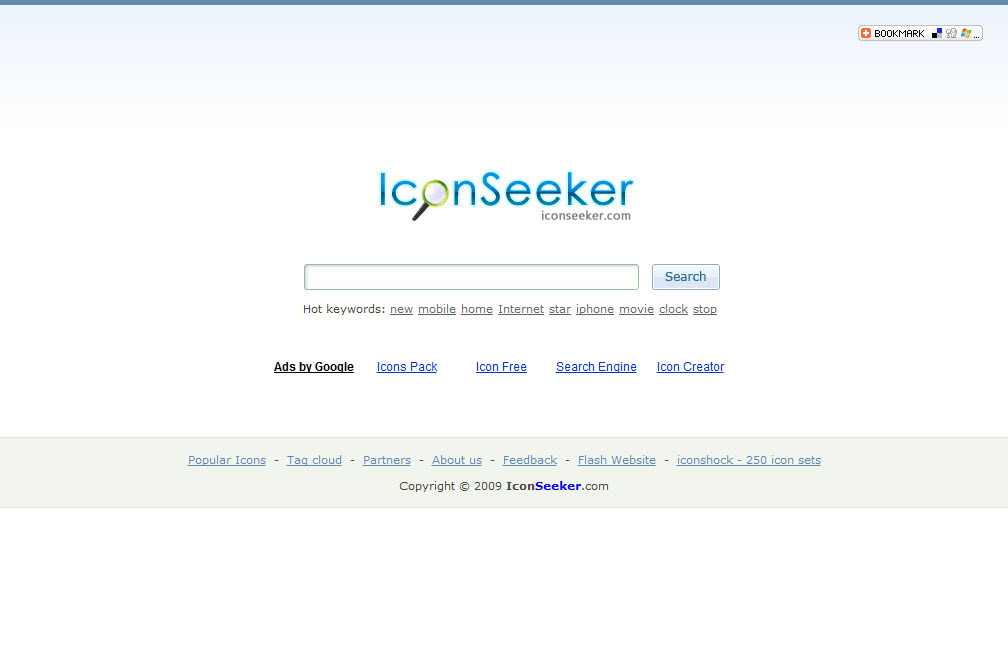 BOOKMARK ...
IconSeeker
iconseeker.com
Search
Hot keywords: new mobile home Internet star iphone movie clock stop
Ads by Google Icons Pack Icon Free Search Engine Icon Creator
Popular Icons - Tag cloud - Partners - About us - Feedback - Flash Website - iconshock - 250 icon sets
Copyright © 2009 IconSeeker.com